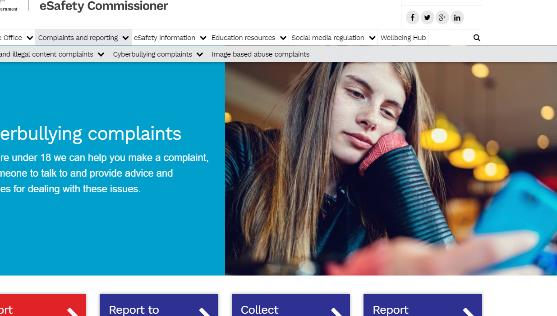 eSafety Commissioner
Office
Complaints and reporting
eSafety information
Education resources
Social media regulation
Wellbeing Hub
and illegal content complaints
Cyberbullying complaints
Image based abuse complaints
erbullying complaints
re under 18 we can help you make a complaint,
meone to talk to and provide advice and
es for dealing with these issues.
ort
Report to
Collect
Report